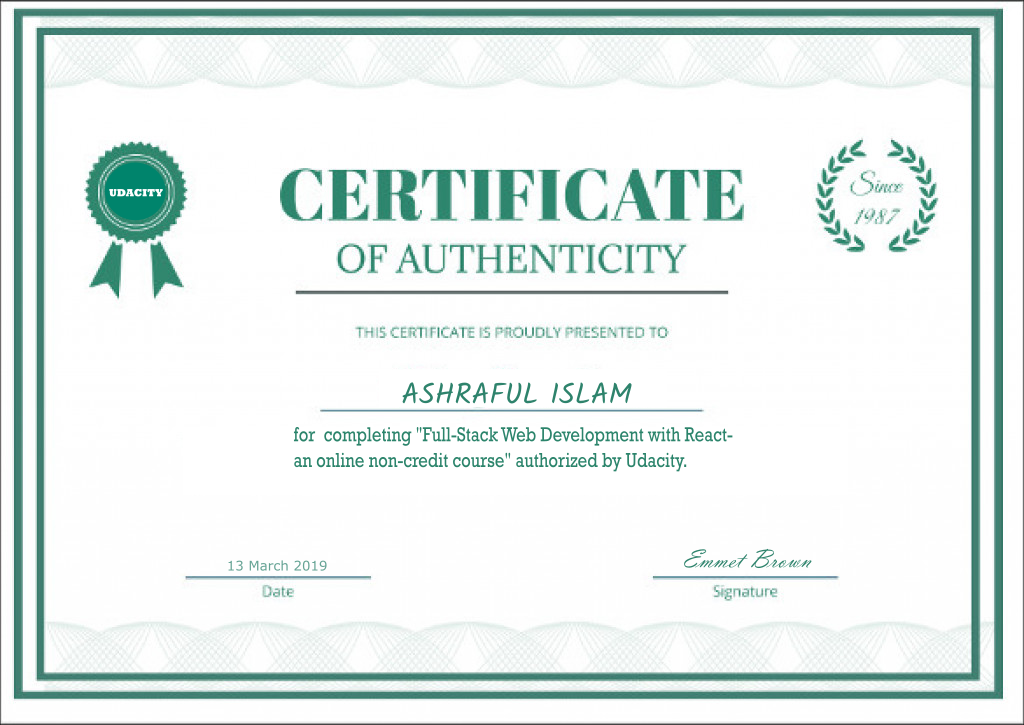 UDACITY
Since
1987
CERTIFICATE
OF AUTHENTICITY
THIS CERTIFICATE IS PROUDLY PRESENTED TO
ASHRAFUL ISLAM
for completing "Full-Stack Web Development with React-
an online non-credit course" authorized by Udacity.
13 March 2019
Date
Emmet Brown
Signature